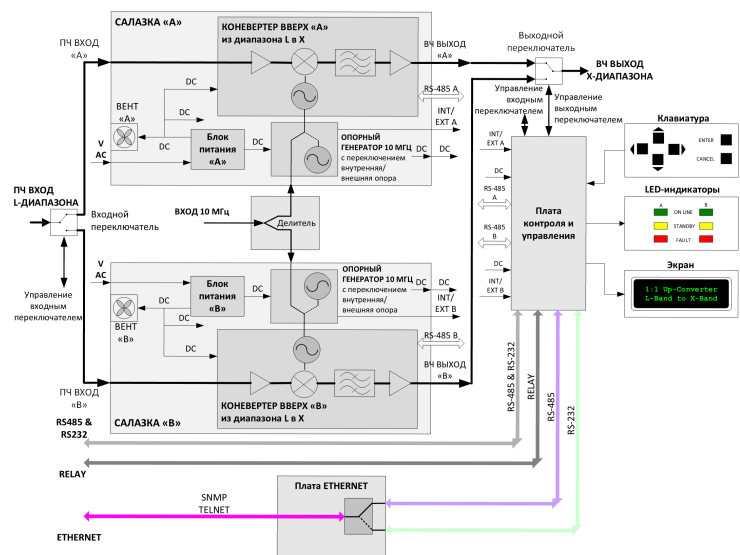 САЛАЗКА «А»
КОНЕВЕРТЕР ВВЕРХ «А»
из диапазона L в X
ПЧ ВХОД
«А»
ВЧ ВЫХОД
«А»
Выходной
переключатель
ВЧ ВЫХОД
X-ДИАПАЗОНА
DC
RS-485 A
Управление
входным
переключателем
Управление
выходным
переключателем
ВЕНТ
«А»
DC
INT/
EXT A
V
AC
DC
Блок
питания
«А»
DC
ОПОРНЫЙ
ГЕНЕРАТОР 10 МГЦ
с переключением
внутренняя/
внешняя опора
DC
DC
INT/
EXT A
DC
RS-485
A
RS-485
B
DC
INT/
EXT B
Плата
контроля и
управления
Клавиатура
ENTER
CANCEL
LED-индикаторы
A
B
ON LINE
STANDBY
FAULT
Экран
1:1 Up-Converter
L-Band to X-Band
ПЧ ВХОД
L-ДИАПАЗОНА
Входной
переключатель
ВХОД 10 МГц
Делитель
Управление
входным
переключателем
V
AC
Блок
питания
«В»
DC
ОПОРНЫЙ
ГЕНЕРАТОР 10 МГЦ
с переключением
внутренняя/
внешняя опора
DC
DC
INT/
EXT B
DC
ВЕНТ
«В»
DC
DC
RS-485 B
ВЧ ВЫХОД
«В»
ПЧ ВХОД
«В»
КОНЕВЕРТЕР ВВЕРХ «В»
из диапазона L в X
САЛАЗКА «В»
RS485 &
RS232
RS-485 & RS-232
RELAY
RS-485
RS-232
RELAY
Плата ETHERNET
SNMP
TELNET
ETHERNET